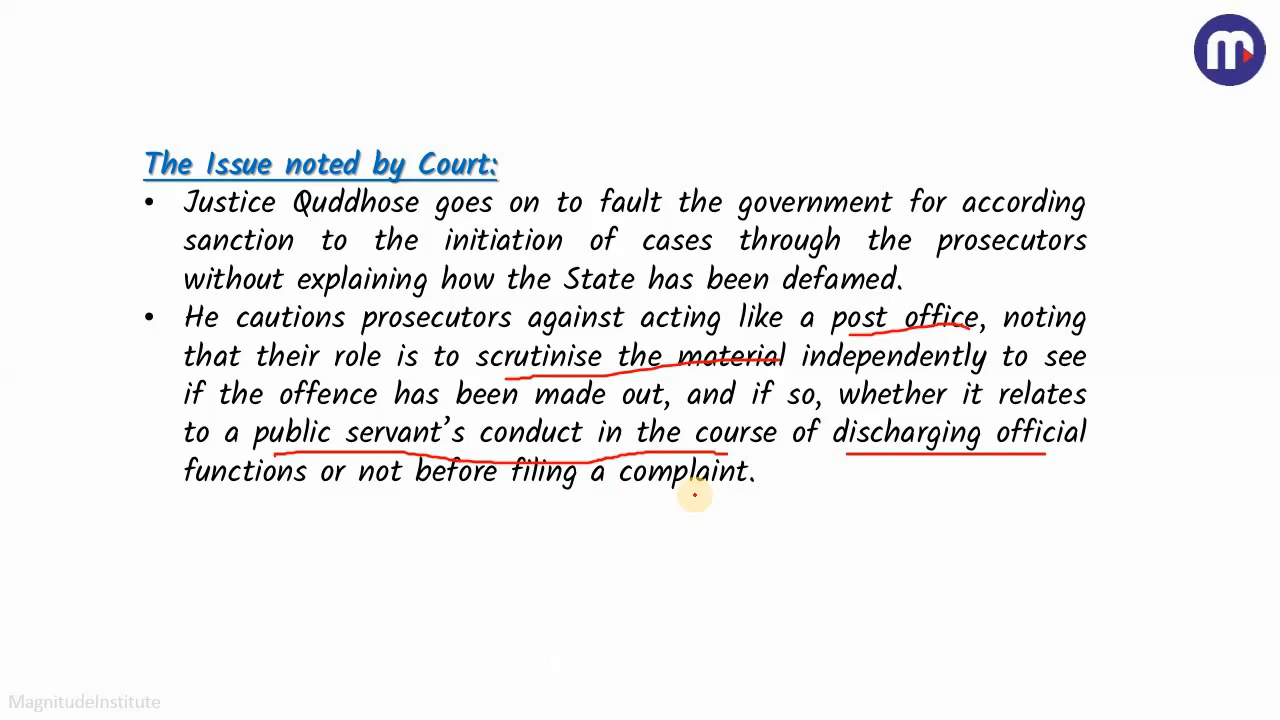 The Issue noted by Court:
• Justice Quddhose goes on to fault the government for according
sanction to the initiation of cases through the prosecutors
without explaining how the State has been defamed.
• He cautions prosecutors against acting like a post office, noting
that their role is to scrutinise the material independently to see
if the offence has been made out, and if so, whether it relates
to a public servant's conduct in the course of discharging official
functions or not before filing a complaint.
MagnitudeInstitute